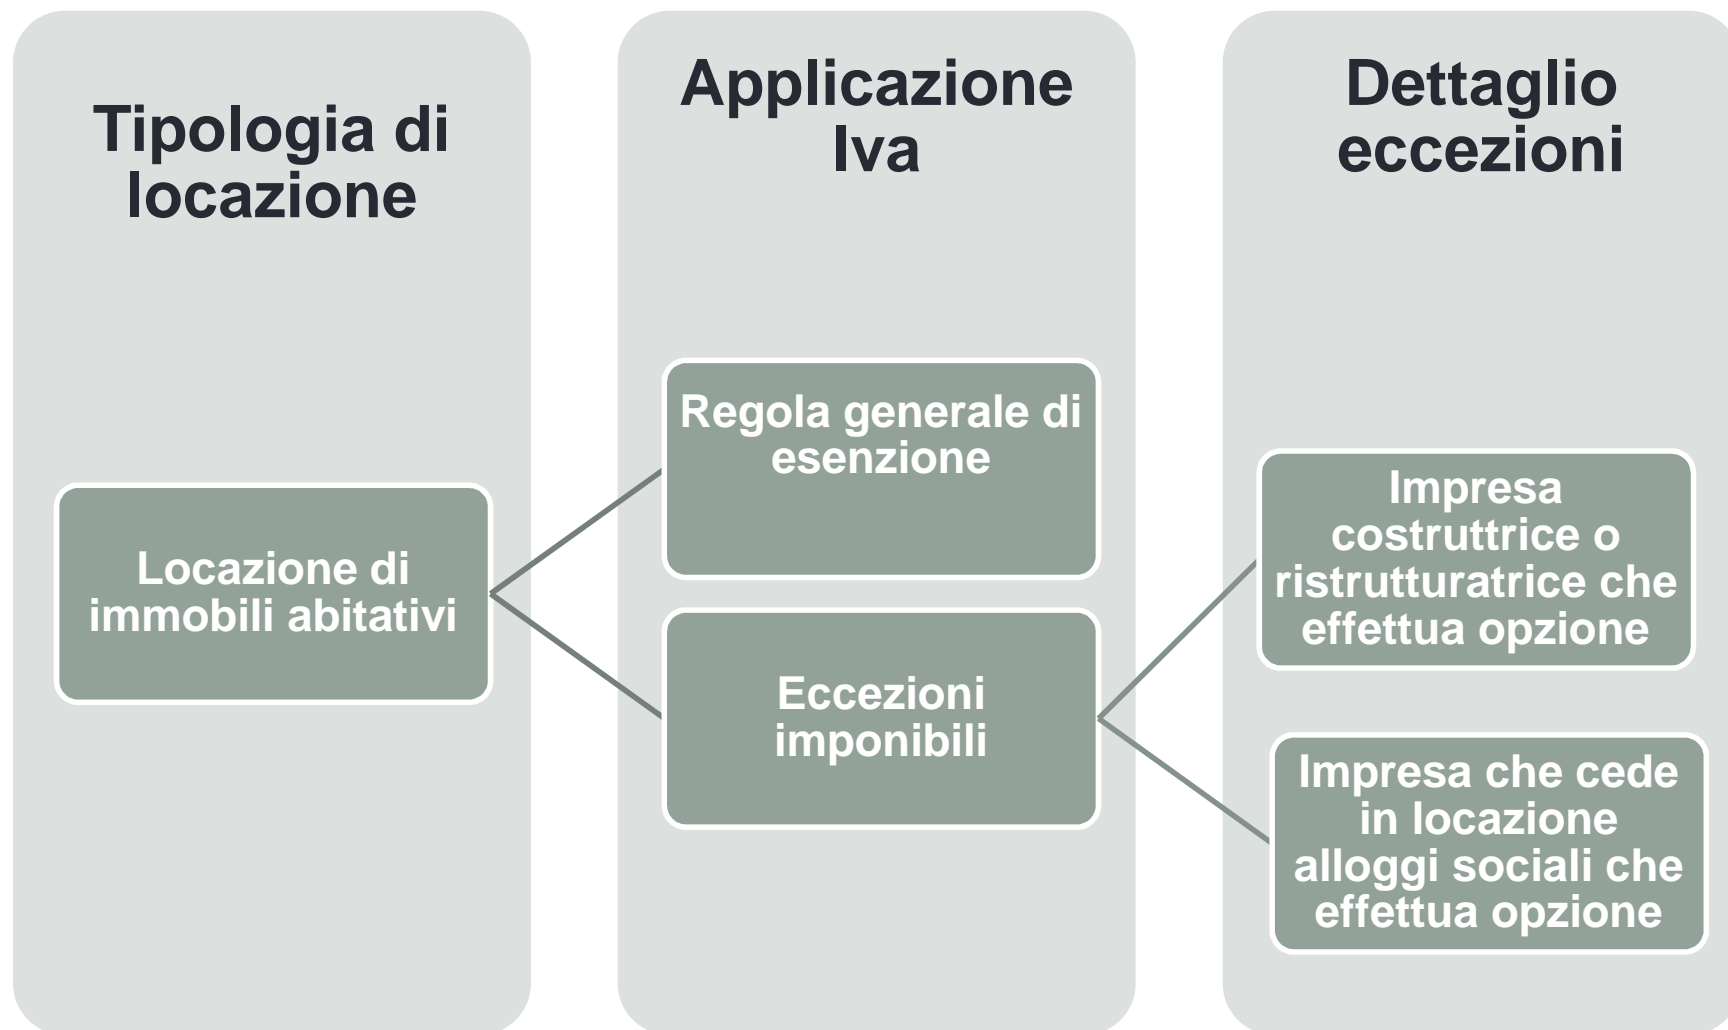 Tipologia di
locazione
Locazione di
immobili abitativi
Applicazione
Iva
Regola generale di
esenzione
Eccezioni
imponibili
Dettaglio
eccezioni
Impresa
costruttrice o
ristrutturatrice che
effettua opzione
Impresa che cede
in locazione
alloggi sociali che
effettua opzione